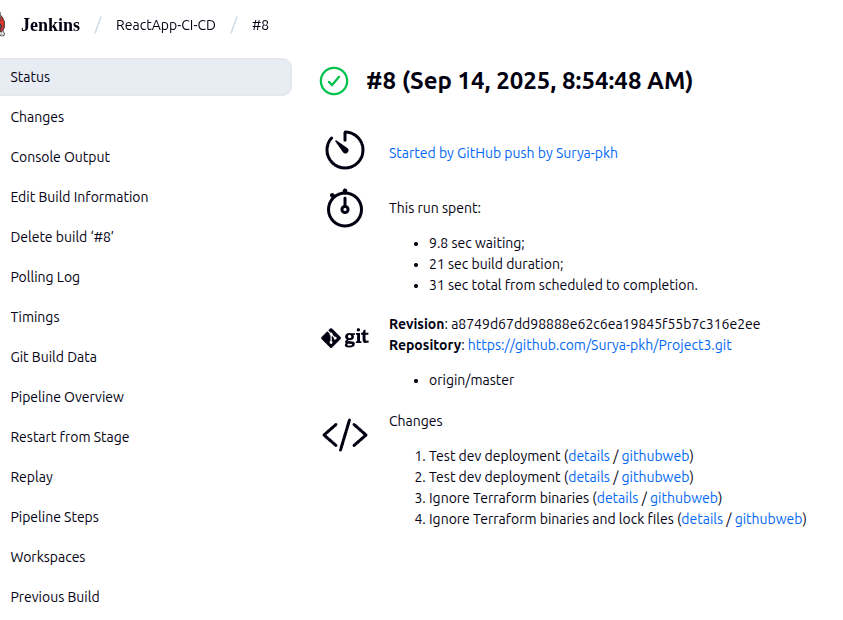 Jenkins / ReactApp-CI-CD / #8
Status
Changes
Console Output
Edit Build Information
Delete build ‘#8’
Polling Log
Timings
Git Build Data
Pipeline Overview
Restart from Stage
Replay
Pipeline Steps
Workspaces
Previous Build
#8 (Sep 14, 2025, 8:54:48 AM)
Started by GitHub push by Surya-pkh
This run spent:
• 9.8 sec waiting;
• 21 sec build duration;
• 31 sec total from scheduled to completion.
git
Revision: a8749d67dd98888e62c6ea19845f55b7c316e2ee
Repository: https://github.com/Surya-pkh/Project3.git
• origin/master
</> Changes
1. Test dev deployment (details / githubweb)
2. Test dev deployment (details / githubweb)
3. Ignore Terraform binaries (details / githubweb)
4. Ignore Terraform binaries and lock files (details / githubweb)